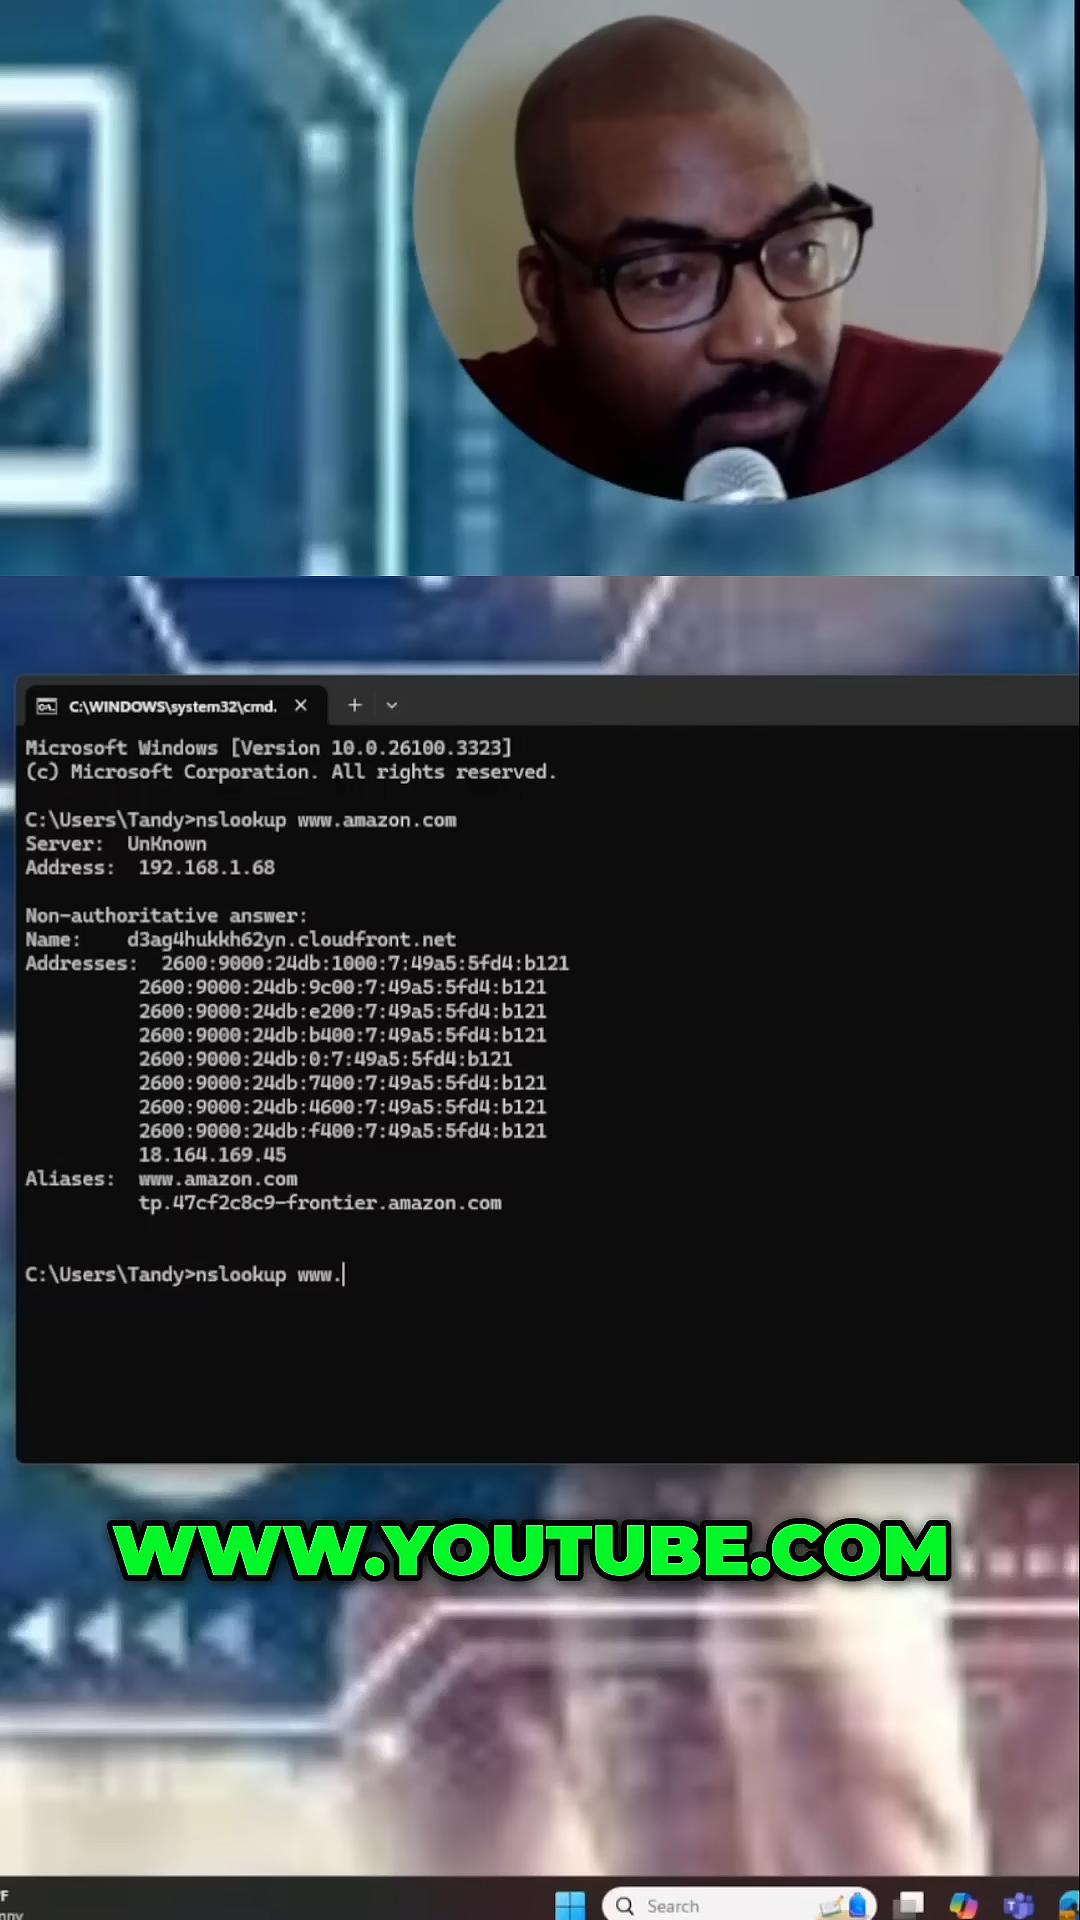 C:\WINDOWS\system32\cmd.
Microsoft Windows [Version 10.0.26100.3323]
(c) Microsoft Corporation. All rights reserved.
C:\Users\Tandy>nslookup www.amazon.com
Server:  UnKnown
Address:  192.168.1.68
Non-authoritative answer:
Name:    d3ag4hukkh62yn.cloudfront.net
Addresses:  2600:9000:24db:1000:7:49a5:5fd4:b121
2600:9000:24db:9c00:7:49a5:5fd4:b121
2600:9000:24db:e200:7:49a5:5fd4:b121
2600:9000:24db:b400:7:49a5:5fd4:b121
2600:9000:24db:0:7:49a5:5fd4:b121
2600:9000:24db:7400:7:49a5:5fd4:b121
2600:9000:24db:4600:7:49a5:5fd4:b121
2600:9000:24db:f400:7:49a5:5fd4:b121
18.164.169.45
Aliases:  www.amazon.com
tp.47cf2c8c9-frontier.amazon.com
C:\Users\Tandy>nslookup www.
WWW.YOUTUBE.COM
Search